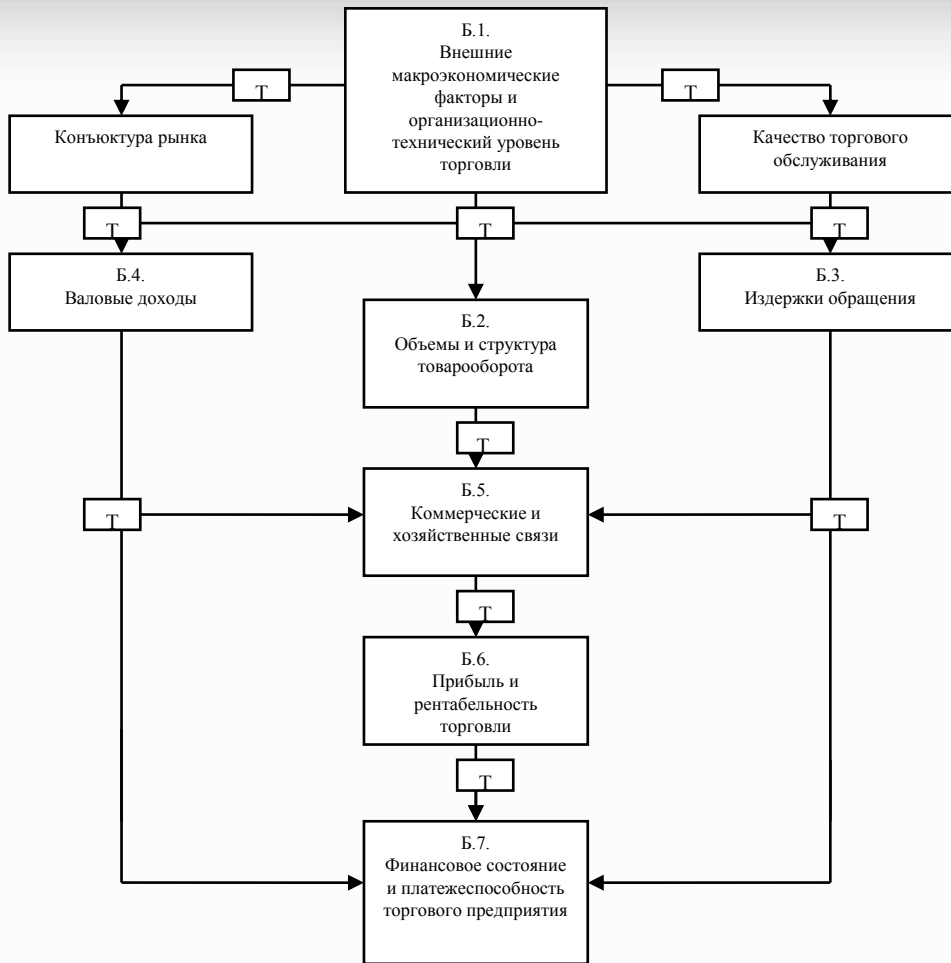 Б.1.
Внешние
макроэкономические
факторы и
организационно-
технический уровень
торговли
Т
Т
Конъюктура рынка
Качество торгового
обслуживания
Т
Т
Т
Б.4.
Валовые доходы
Б.3.
Издержки обращения
Б.2.
Объемы и структура
товарооборота
Т
Б.5.
Коммерческие и
хозяйственные связи
Т
Т
Т
Б.6.
Прибыль и
рентабельность
торговли
Т
Б.7.
Финансовое состояние
и платежеспособность
торгового предприятия